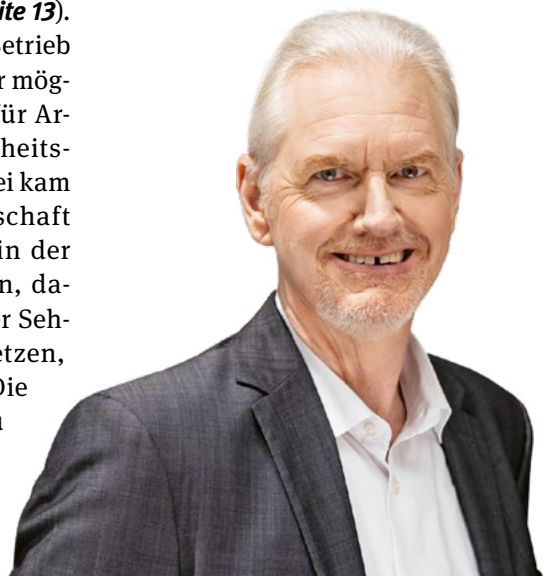 ite 13).
etrieb
r mög-
ür Ar-
heits-
ei kam
schaft
in der
n, da-
r Seh-
etzen,
Die